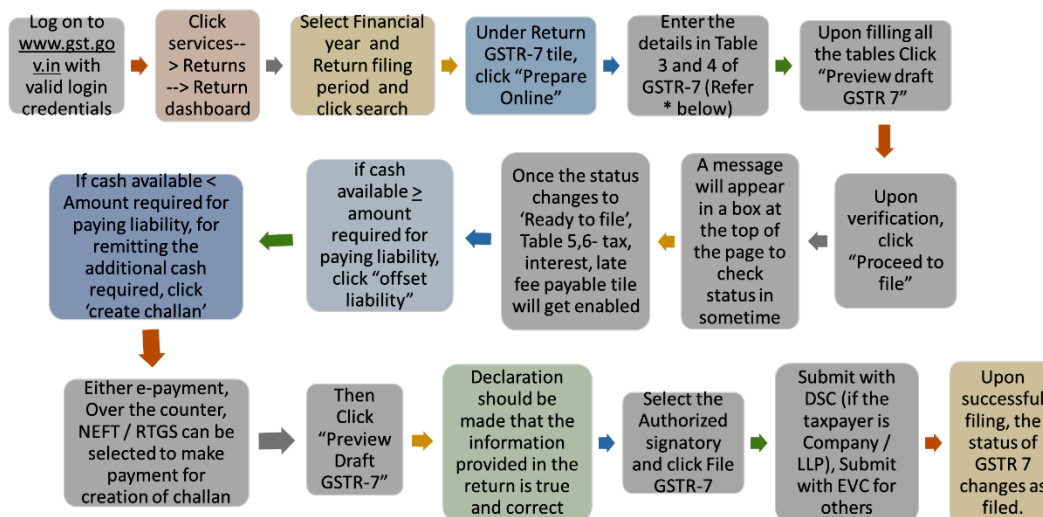 Log on to
www.gst.go
v.in with
valid login
credentials
Click
services--
> Returns
--> Return
dashboard
Select Financial
year and
Return filing
period and
click search
Under Return
GSTR-7 tile,
click “Prepare
Online”
Enter the
details in Table
3 and 4 of
GSTR-7 (Refer
* below)
Upon filling all
the tables Click
“Preview draft
GSTR 7”
Upon
verification,
click
“Proceed to
file”
A message
will appear
in a box at
the top of
the page to
check
status in
sometime
Once the status
changes to
‘Ready to file’,
Table 5,6- tax,
interest, late
fee payable tile
will get enabled
if cash
available ≥
amount
required for
paying liability,
click “offset
liability”
If cash available <
Amount required for
paying liability, for
remitting the
additional cash
required, click
‘create challan’
Either e-payment,
Over the counter,
NEFT / RTGS can be
selected to make
payment for
creation of challan
Then
Click
“Preview
Draft
GSTR-7”
Declaration
should be
made that the
information
provided in the
return is true
and correct
Select the
Authorized
signatory
and click File
GSTR-7
Submit with
DSC (if the
taxpayer is
Company /
LLP), Submit
with EVC for
others
Upon
successful
filing, the
status of
GSTR 7
changes as
filed.